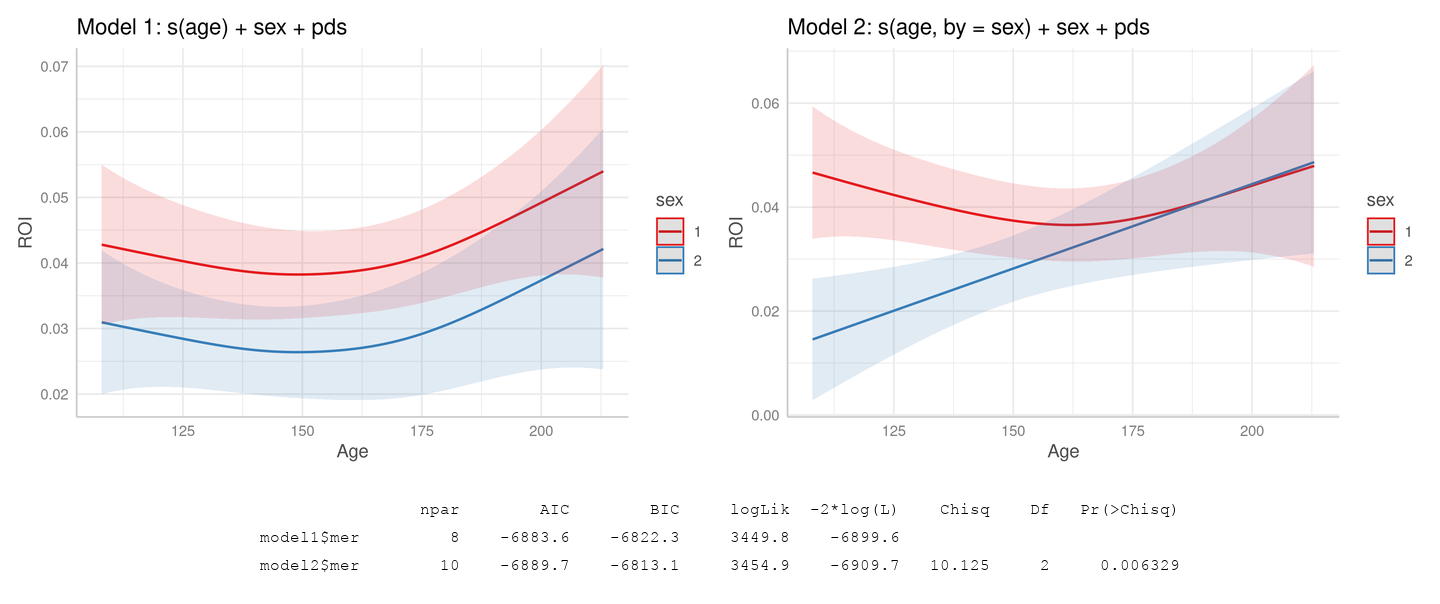 Model 1: s(age) + sex + pds
0.07
0.06
0.05
0.04
0.03
0.02
ROI
125 150 175 200
Age
sex
1
2
Model 2: s(age, by = sex) + sex + pds
0.06
0.04
0.02
0.00
ROI
125 150 175 200
Age
sex
1
2
npar AIC BIC logLik -2*log(L) Chisq Df Pr(>Chisq)
model1$mer 8 -6883.6 -6822.3 3449.8 -6899.6
model2$mer 10 -6889.7 -6813.1 3454.9 -6909.7 10.125 2 0.006329